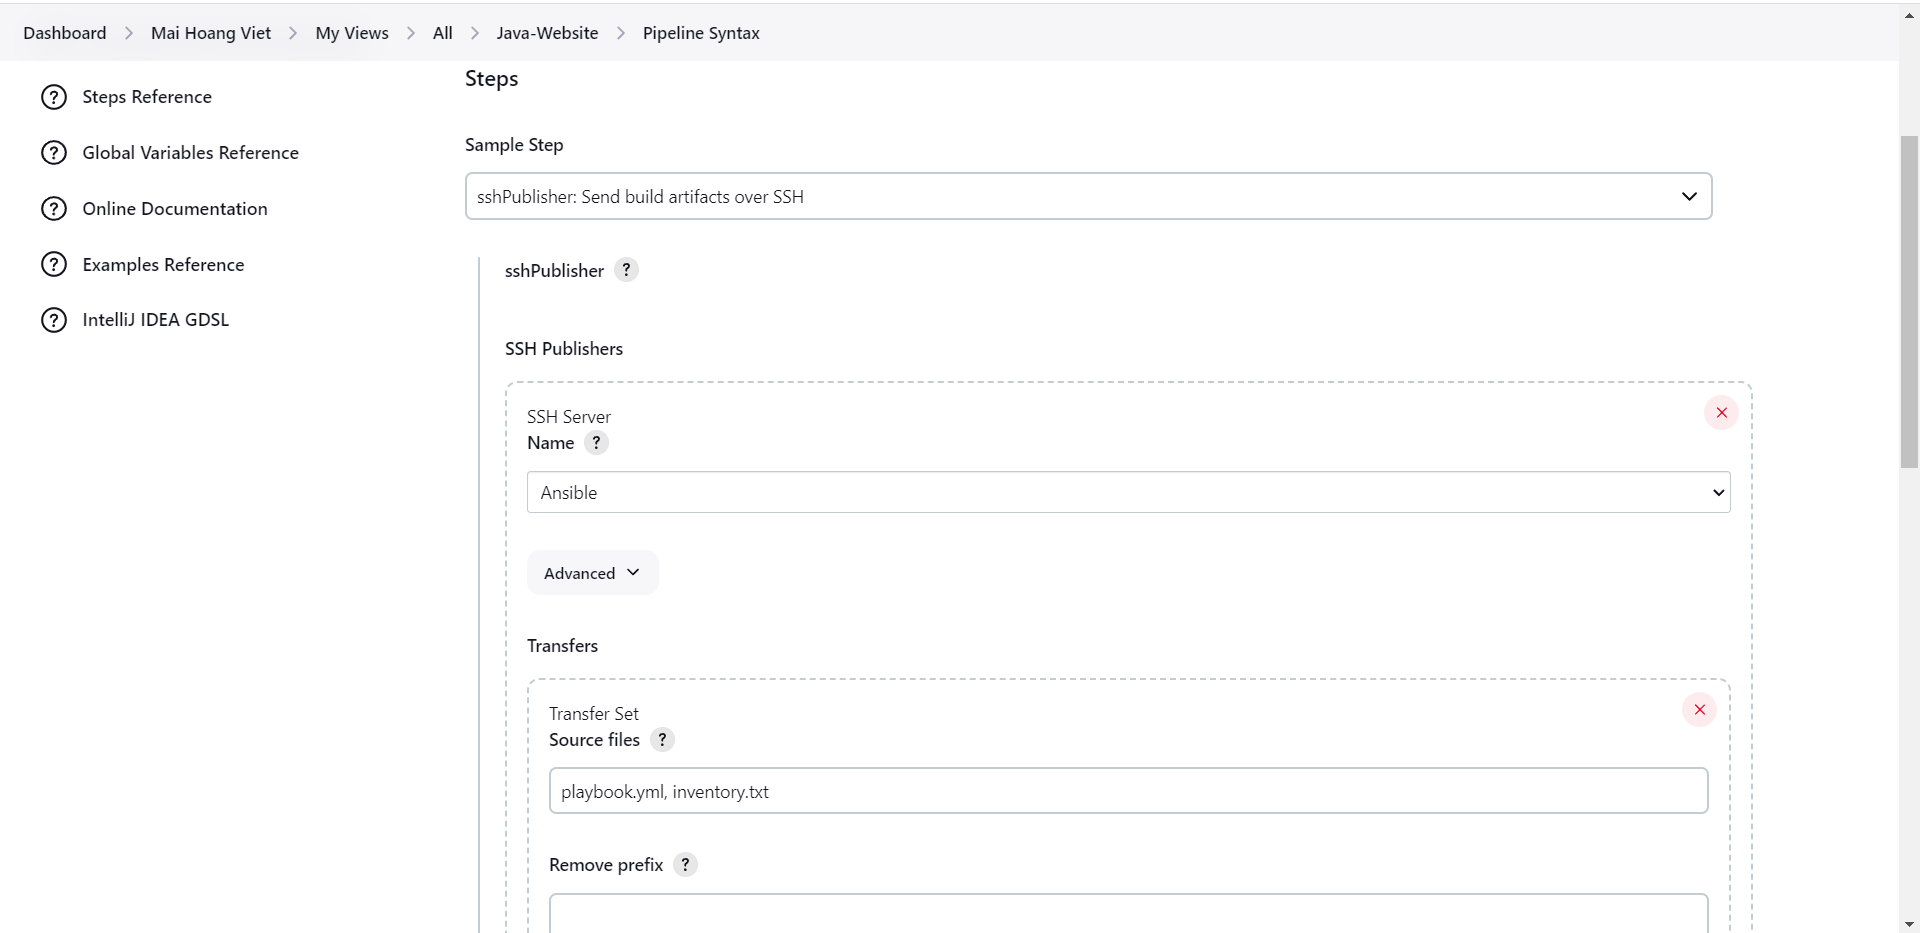 Dashboard > Mai Hoang Viet > My Views > All > Java-Website > Pipeline Syntax
Steps Reference
Global Variables Reference
Online Documentation
Examples Reference
IntelliJ IDEA GDSL
Steps
Sample Step
sshPublisher: Send build artifacts over SSH
sshPublisher ?
SSH Publishers
SSH Server
Name ?
Ansible
Advanced
Transfers
Transfer Set
Source files ?
playbook.yml, inventory.txt
Remove prefix ?